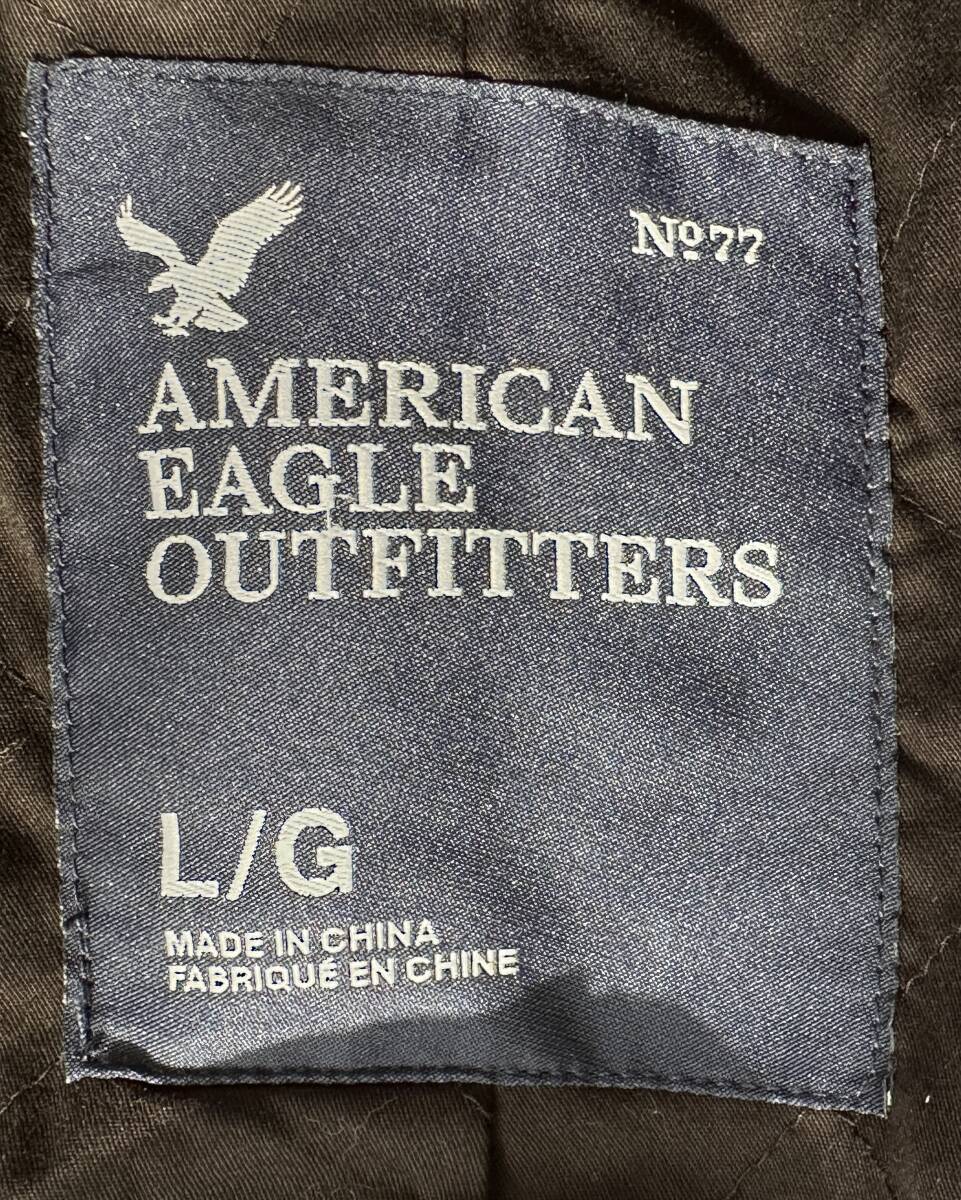 Nº77
AMERICAN
EAGLE
OUTFITTERS
L/G
MADE IN CHINA
FABRIQUÉ EN CHINE